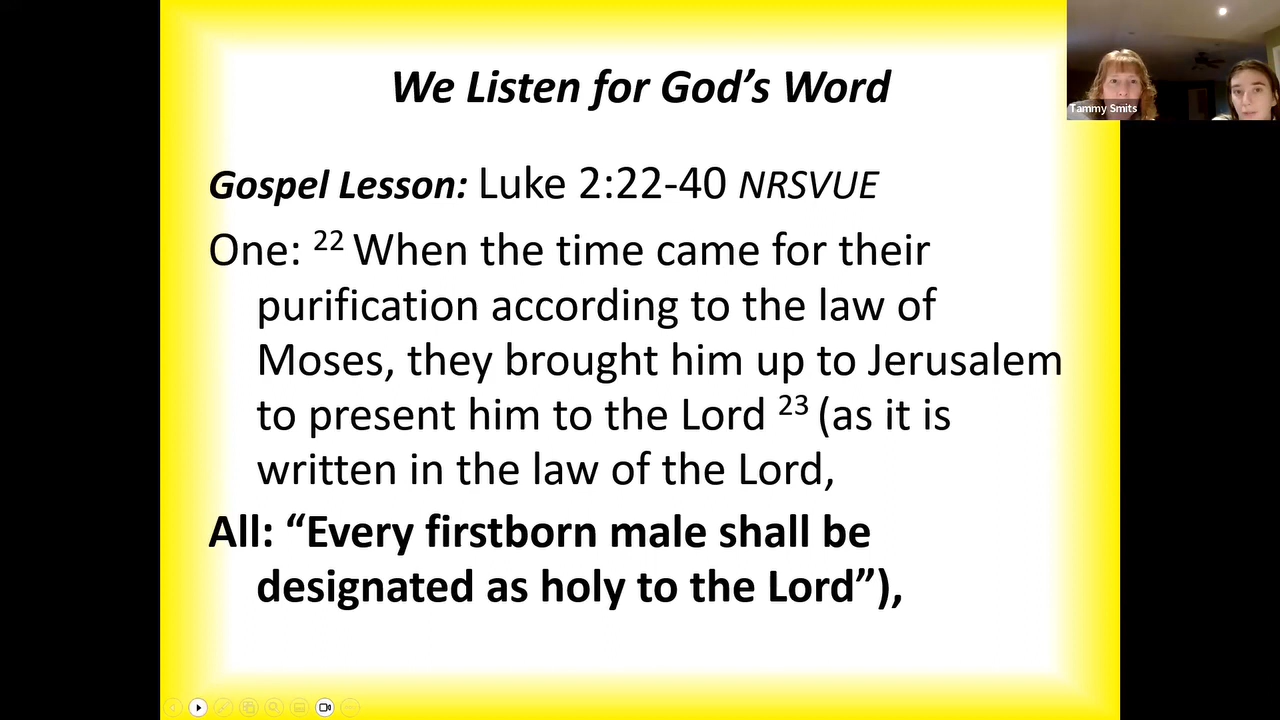 We Listen for God’s Word
Tammy Smits
Gospel Lesson: Luke 2:22-40 NRSVUE
One: 22 When the time came for their
purification according to the law of
Moses, they brought him up to Jerusalem
to present him to the Lord 23 (as it is
written in the law of the Lord,
All: “Every firstborn male shall be
designated as holy to the Lord”),